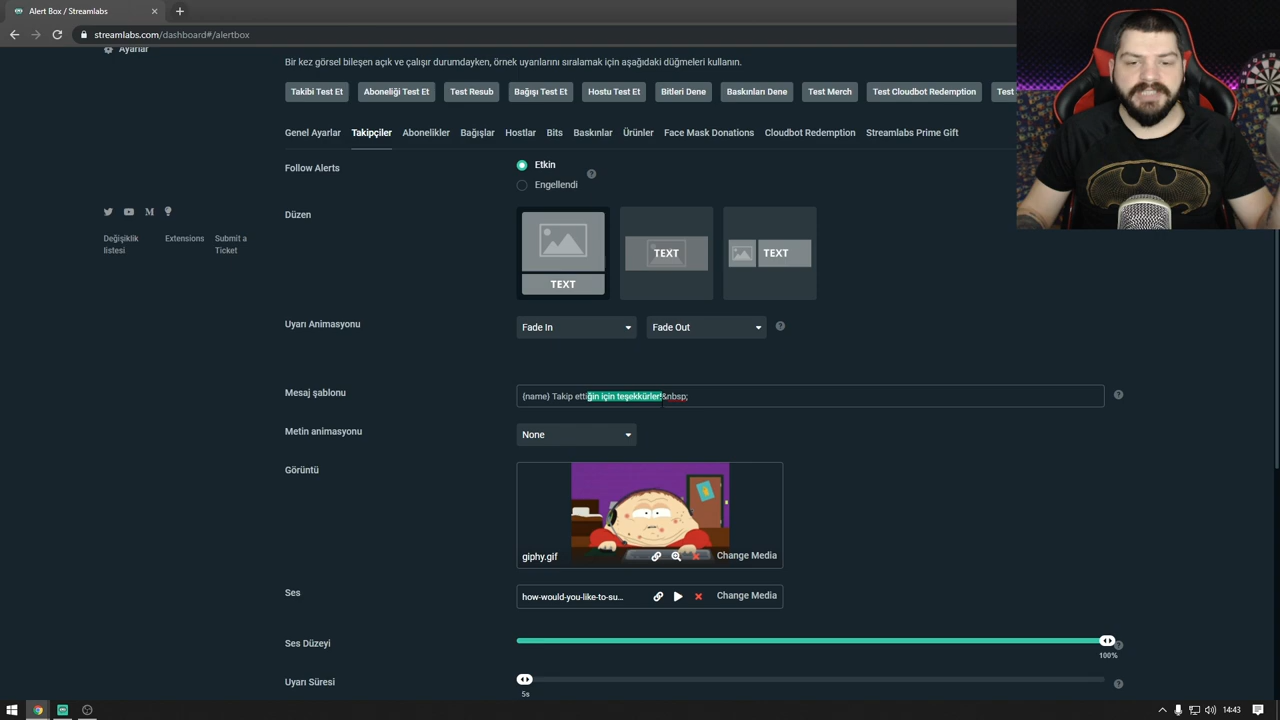 Alert Box / Streamlabs
streamlabs.com/dashboard#/alertbox
Ayarlar
Bir kez görsel bileşen açık ve çalışır durumdayken, örnek uyarılarını sıralamak için aşağıdaki düğmeleri kullanın.
Takibi Test Et Aboneliği Test Et Test Resub Bağışı Test Et Hostu Test Et Bitleri Dene Baskınları Dene Test Merch Test Cloudbot Redemption Test
Genel Ayarlar Takipçiler Abonelikler Bağışlar Hostlar Bits Baskınlar Ürünler Face Mask Donations Cloudbot Redemption Streamlabs Prime Gift
Follow Alerts
Etkin
Engellendi
Değişiklik listesi
Extensions
Submit a Ticket
Düzen
TEXT
TEXT
TEXT
Uyarı Animasyonu
Fade In
Fade Out
Mesaj şablonu
{name} Takip ettiğin için teşekkürler!&nbsp;
Metin animasyonu
None
Görüntü
giphy.gif
Change Media
Ses
how-would-you-like-to-su...
Change Media
Ses Düzeyi
100%
Uyarı Süresi
5s
14:43